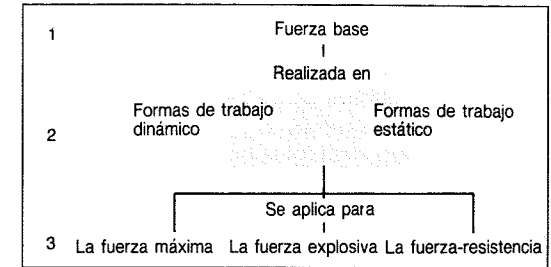 1 Fuerza base
Realizada en
Formas de trabajo Formas de trabajo
2 dinámico estático
Se aplica para
3 La fuerza máxima La fuerza explosiva La fuerza-resistencia